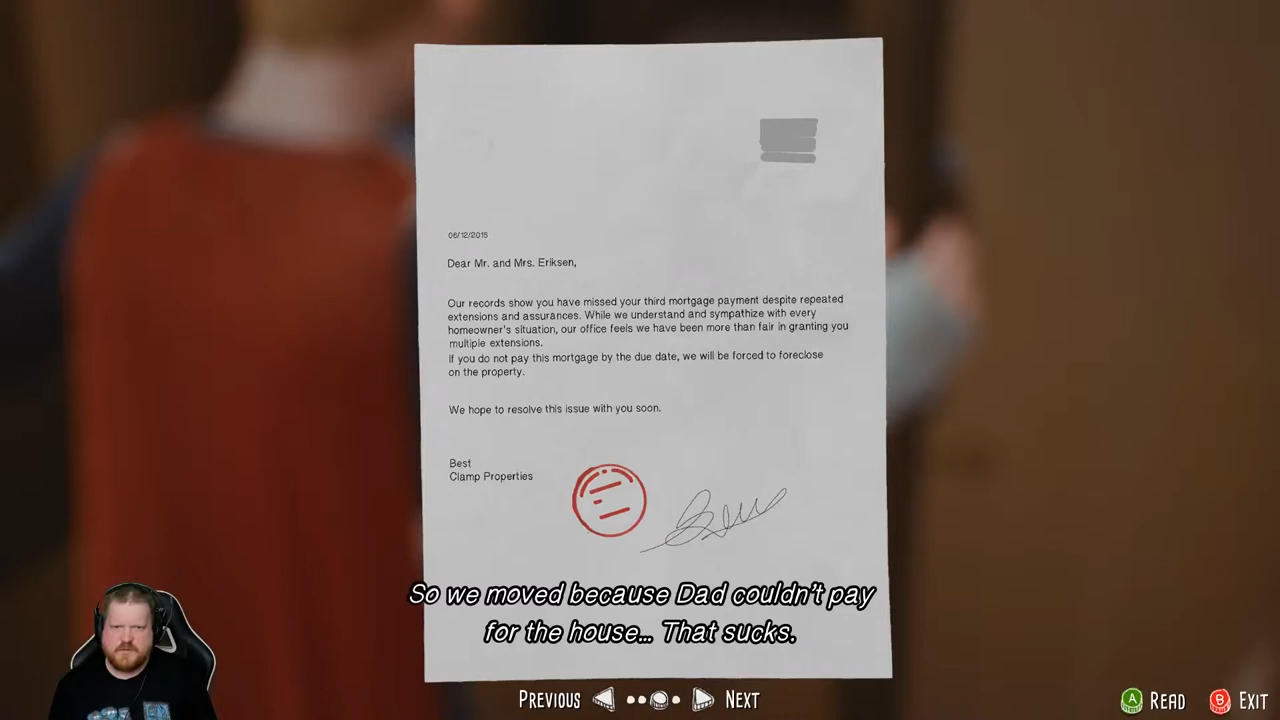 06/12/2015
Dear Mr. and Mrs. Eriksen,
Our records show you have missed your third mortgage payment despite repeated
extensions and assurances. While we understand and sympathize with every
homeowner's situation, our office feels we have been more than fair in granting you
multiple extensions.
If you do not pay this mortgage by the due date, we will be forced to foreclose
on the property.
We hope to resolve this issue with you soon.
Best
Clamp Properties
So we moved because Dad couldn't pay
for the house... That sucks.
PREVIOUS
NEXT
A READ
B EXIT